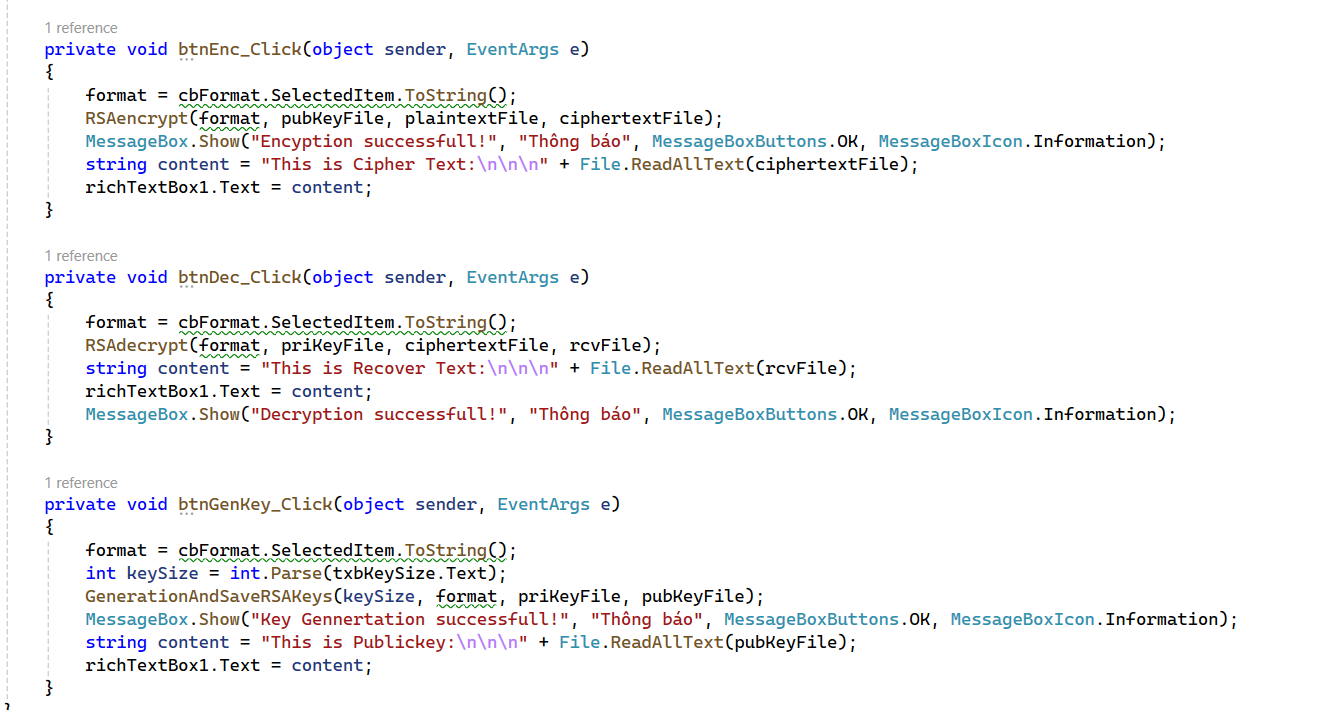 1 reference
private void btnEnc_Click(object sender, EventArgs e)
{
    format = cbFormat.SelectedItem.ToString();
    RSAencrypt(format, pubKeyFile, plaintextFile, ciphertextFile);
    MessageBox.Show("Encyption successfull!", "Thông báo", MessageBoxButtons.OK, MessageBoxIcon.Information);
    string content = "This is Cipher Text:\n\n\n" + File.ReadAllText(ciphertextFile);
    richTextBox1.Text = content;
}
1 reference
private void btnDec_Click(object sender, EventArgs e)
{
    format = cbFormat.SelectedItem.ToString();
    RSAdecrypt(format, priKeyFile, ciphertextFile, rcvFile);
    string content = "This is Recover Text:\n\n\n" + File.ReadAllText(rcvFile);
    richTextBox1.Text = content;
    MessageBox.Show("Decryption successfull!", "Thông báo", MessageBoxButtons.OK, MessageBoxIcon.Information);
}
1 reference
private void btnGenKey_Click(object sender, EventArgs e)
{
    format = cbFormat.SelectedItem.ToString();
    int keySize = int.Parse(txbKeySize.Text);
    GenerationAndSaveRSAKeys(keySize, format, priKeyFile, pubKeyFile);
    MessageBox.Show("Key Gennertation successfull!", "Thông báo", MessageBoxButtons.OK, MessageBoxIcon.Information);
    string content = "This is Publickey:\n\n\n" + File.ReadAllText(pubKeyFile);
    richTextBox1.Text = content;
}